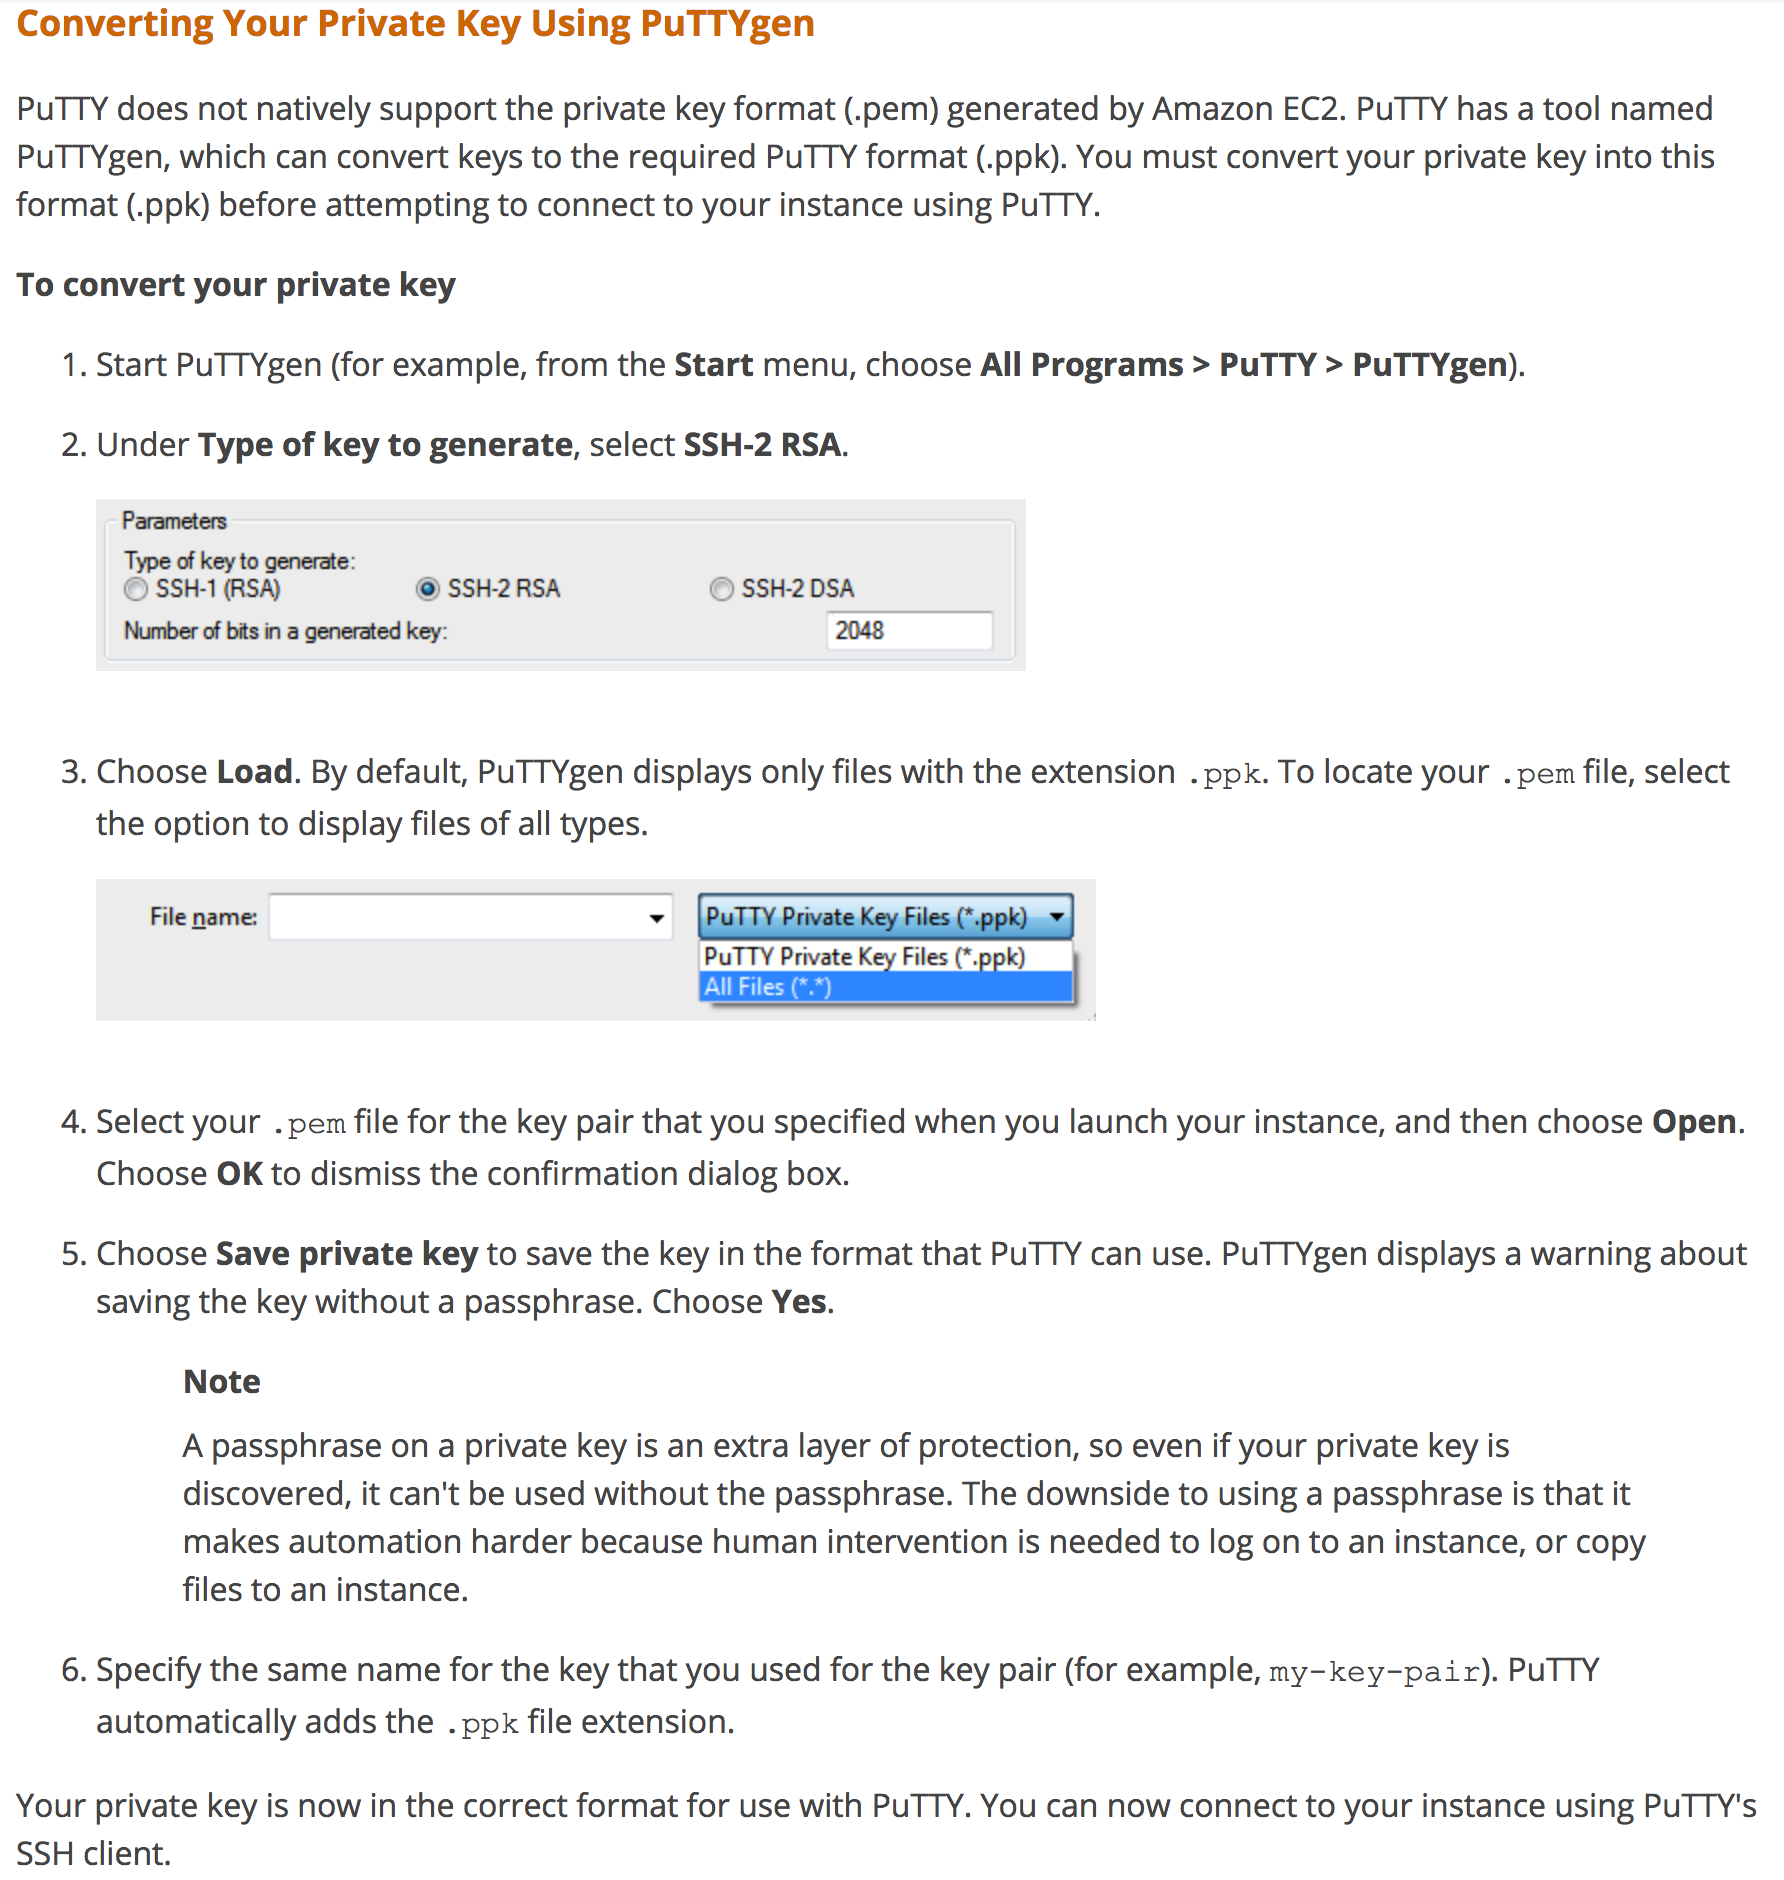 Converting Your Private Key Using PuTTYgen
PuTTY does not natively support the private key format (.pem) generated by Amazon EC2. PuTTY has a tool named
PuTTYgen, which can convert keys to the required PuTTY format (.ppk). You must convert your private key into this
format (.ppk) before attempting to connect to your instance using PuTTY.
To convert your private key
1. Start PuTTYgen (for example, from the Start menu, choose All Programs > PuTTY > PuTTYgen).
2. Under Type of key to generate, select SSH-2 RSA.
Parameters
Type of key to generate:
SSH-1 (RSA) SSH-2 RSA SSH-2 DSA
Number of bits in a generated key: 2048
3. Choose Load. By default, PuTTYgen displays only files with the extension .ppk. To locate your .pem file, select
the option to display files of all types.
File name: PuTTY Private Key Files (*.ppk)
PuTTY Private Key Files (*.ppk)
All Files (*.*)
4. Select your .pem file for the key pair that you specified when you launch your instance, and then choose Open.
Choose OK to dismiss the confirmation dialog box.
5. Choose Save private key to save the key in the format that PuTTY can use. PuTTYgen displays a warning about
saving the key without a passphrase. Choose Yes.
Note
A passphrase on a private key is an extra layer of protection, so even if your private key is
discovered, it can't be used without the passphrase. The downside to using a passphrase is that it
makes automation harder because human intervention is needed to log on to an instance, or copy
files to an instance.
6. Specify the same name for the key that you used for the key pair (for example, my-key-pair). PuTTY
automatically adds the .ppk file extension.
Your private key is now in the correct format for use with PuTTY. You can now connect to your instance using PuTTY's
SSH client.